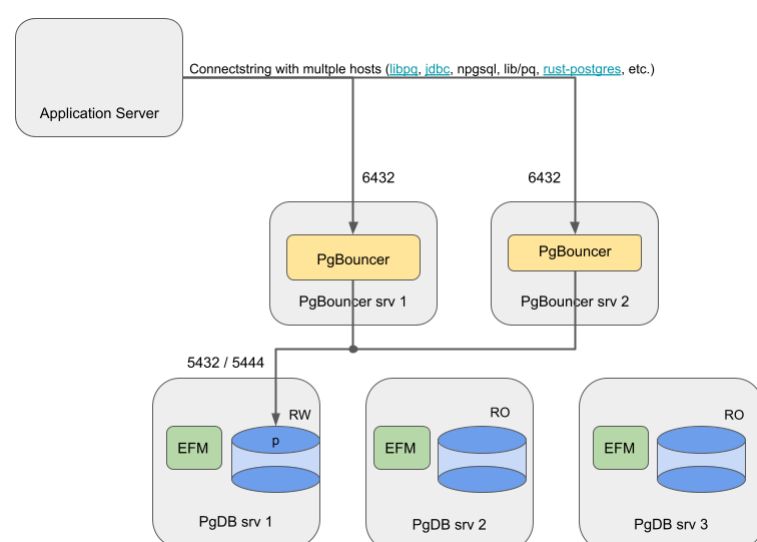 Connectstring with multple hosts (libpq, jdbc, npgsql, lib/pq, rust-postgres, etc.)
Application Server
6432
6432
PgBouncer
PgBouncer
PgBouncer srv 1
PgBouncer srv 2
5432 / 5444
RW
RO
RO
p
EFM
EFM
EFM
PgDB srv 1
PgDB srv 2
PgDB srv 3